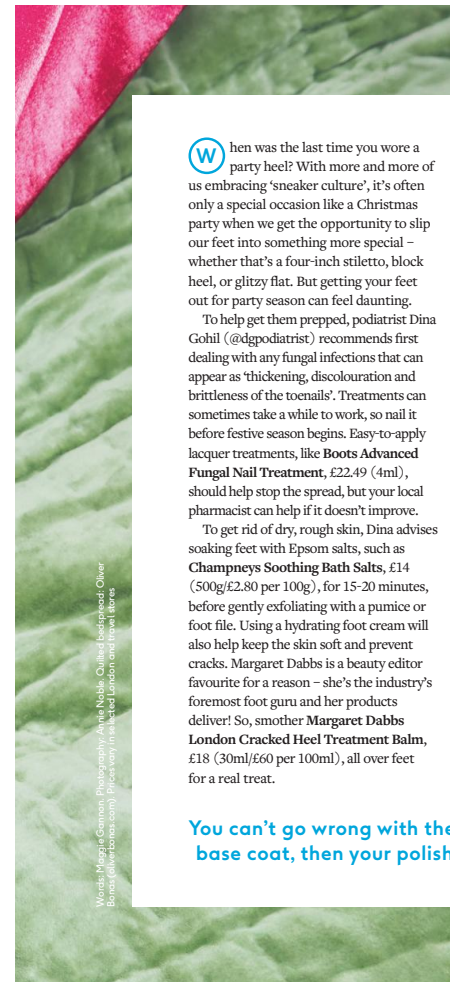 When was the last time you wore a
party heel? With more and more of
us embracing ‘sneaker culture’, it’s often
only a special occasion like a Christmas
party when we get the opportunity to slip
our feet into something more special –
whether that’s a four-inch stiletto, block
heel, or glitzy flat. But getting your feet
out for party season can feel daunting.
To help get them prepped, podiatrist Dina
Gohil (@dgpodiatrist) recommends first
dealing with any fungal infections that can
appear as ‘thickening, discolouration and
brittleness of the toenails’. Treatments can
sometimes take a while to work, so nail it
before festive season begins. Easy-to-apply
lacquer treatments, like Boots Advanced
Fungal Nail Treatment, £22.49 (4ml),
should help stop the spread, but your local
pharmacist can help if it doesn’t improve.
To get rid of dry, rough skin, Dina advises
soaking feet with Epsom salts, such as
Champneys Soothing Bath Salts, £14
(500g/£2.80 per 100g), for 15-20 minutes,
before gently exfoliating with a pumice or
foot file. Using a hydrating foot cream will
also help keep the skin soft and prevent
cracks. Margaret Dabbs is a beauty editor
favourite for a reason – she’s the industry’s
foremost foot guru and her products
deliver! So, smother Margaret Dabbs
London Cracked Heel Treatment Balm,
£18 (30ml/£60 per 100ml), all over feet
for a real treat.
You can’t go wrong with the
base coat, then your polish
Words: Maggie Gannon. Photography: Annie Noble. Quilted bedspread: Oliver
Bonas (oliverbonas.com). Prices vary in selected London and travel stores